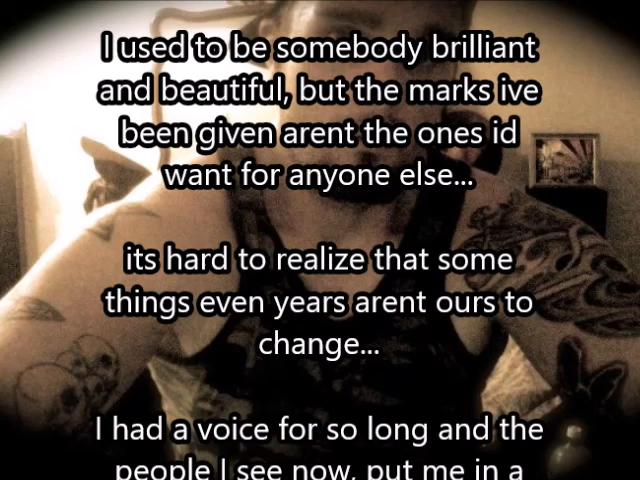 I used to be somebody brilliant
and beautiful, but the marks ive
been given arent the ones id
want for anyone else...
its hard to realize that some
things even years arent ours to
change...
I had a voice for so long and the
people I see now, put me in a